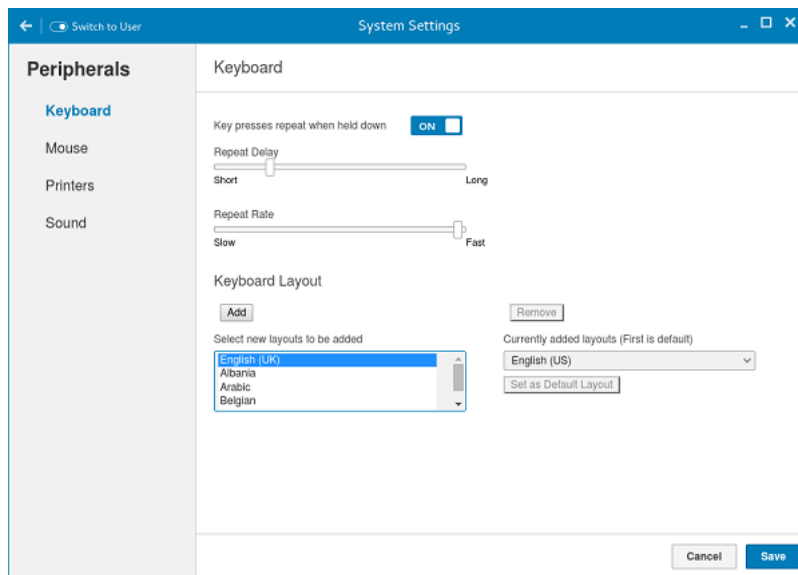 Switch to User
System Settings
Peripherals
Keyboard
Mouse
Printers
Sound
Keyboard
Key presses repeat when held down
ON
Repeat Delay
Short
Long
Repeat Rate
Slow
Fast
Keyboard Layout
Add
Select new layouts to be added
English (UK)
Albania
Arabic
Belgian
Remove
Currently added layouts (First is default)
English (US)
Set as Default Layout
Cancel
Save